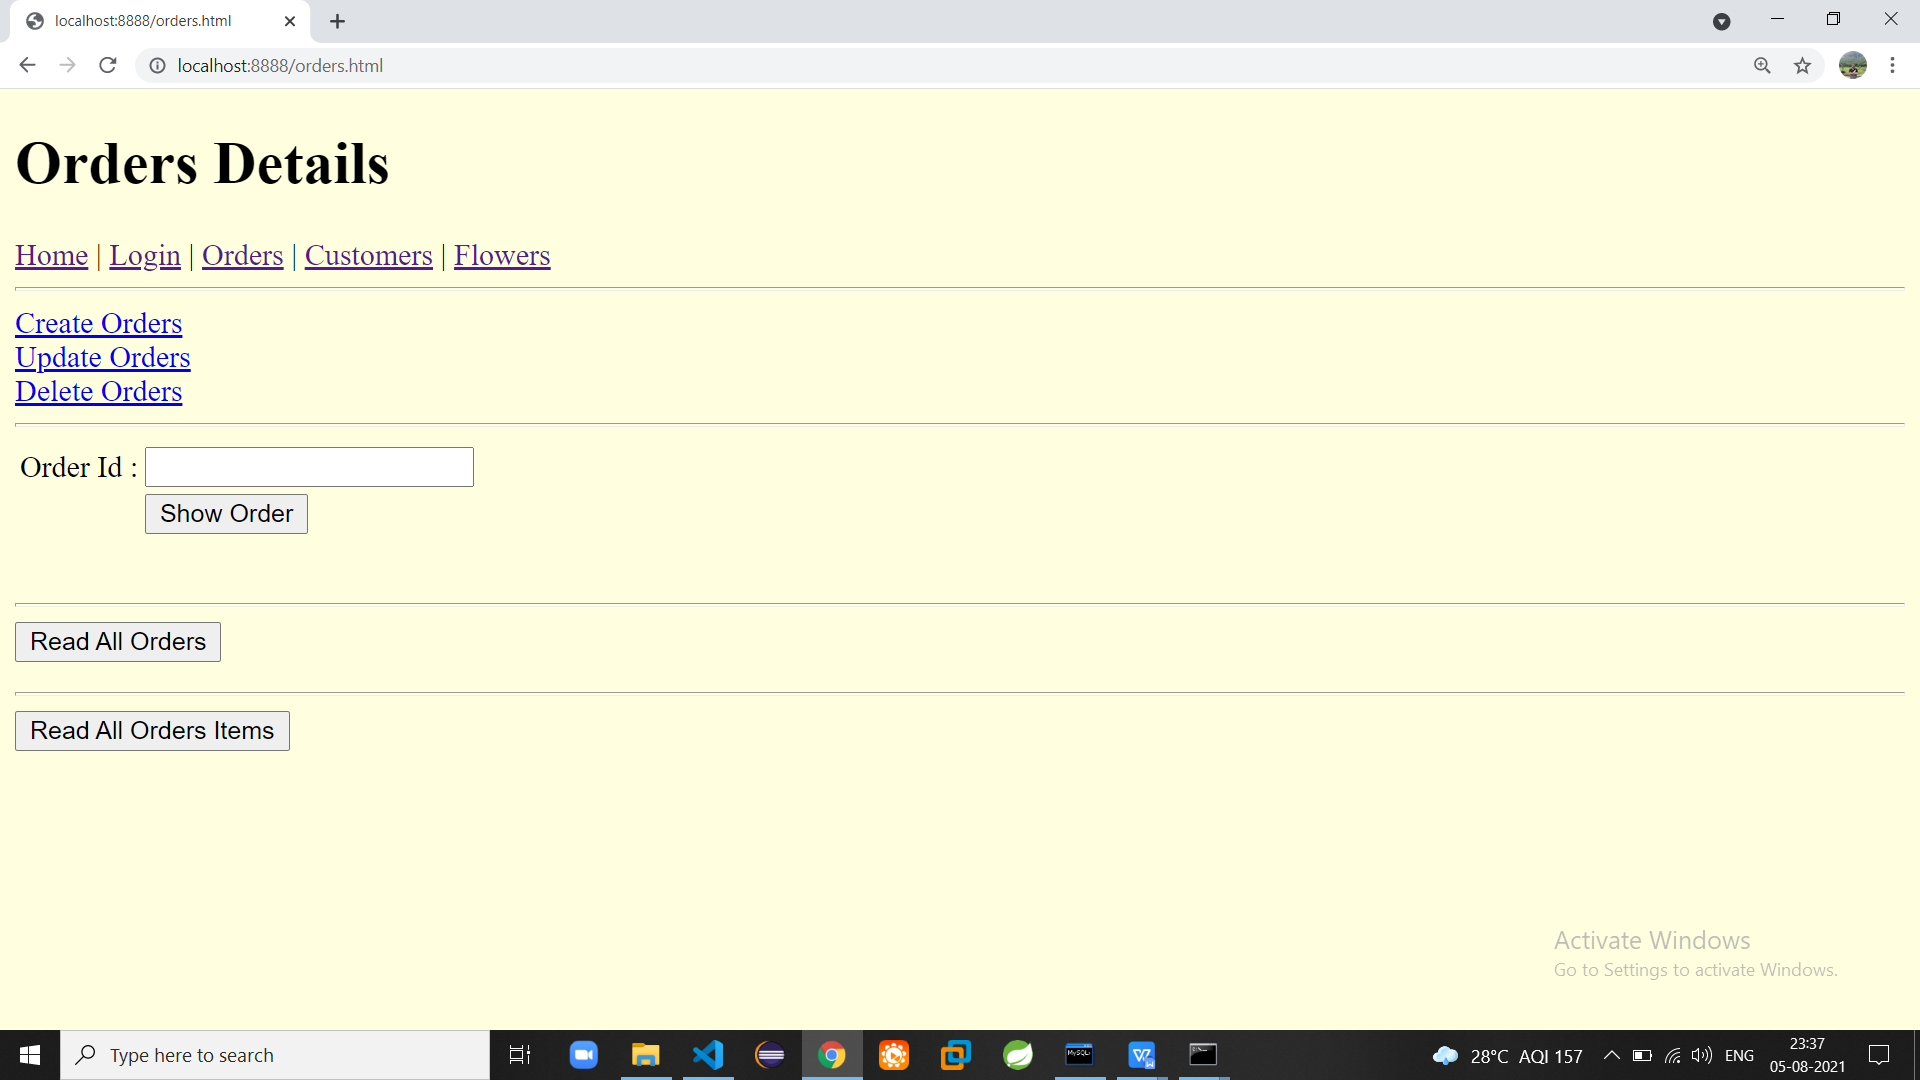 localhost:8888/orders.html
localhost:8888/orders.html
Orders Details
Home | Login | Orders | Customers | Flowers
Create Orders
Update Orders
Delete Orders
Order Id :
Show Order
Read All Orders
Read All Orders Items
Activate Windows
Go to Settings to activate Windows.
Type here to search
28°C AQI 157
ENG
23:37
05-08-2021